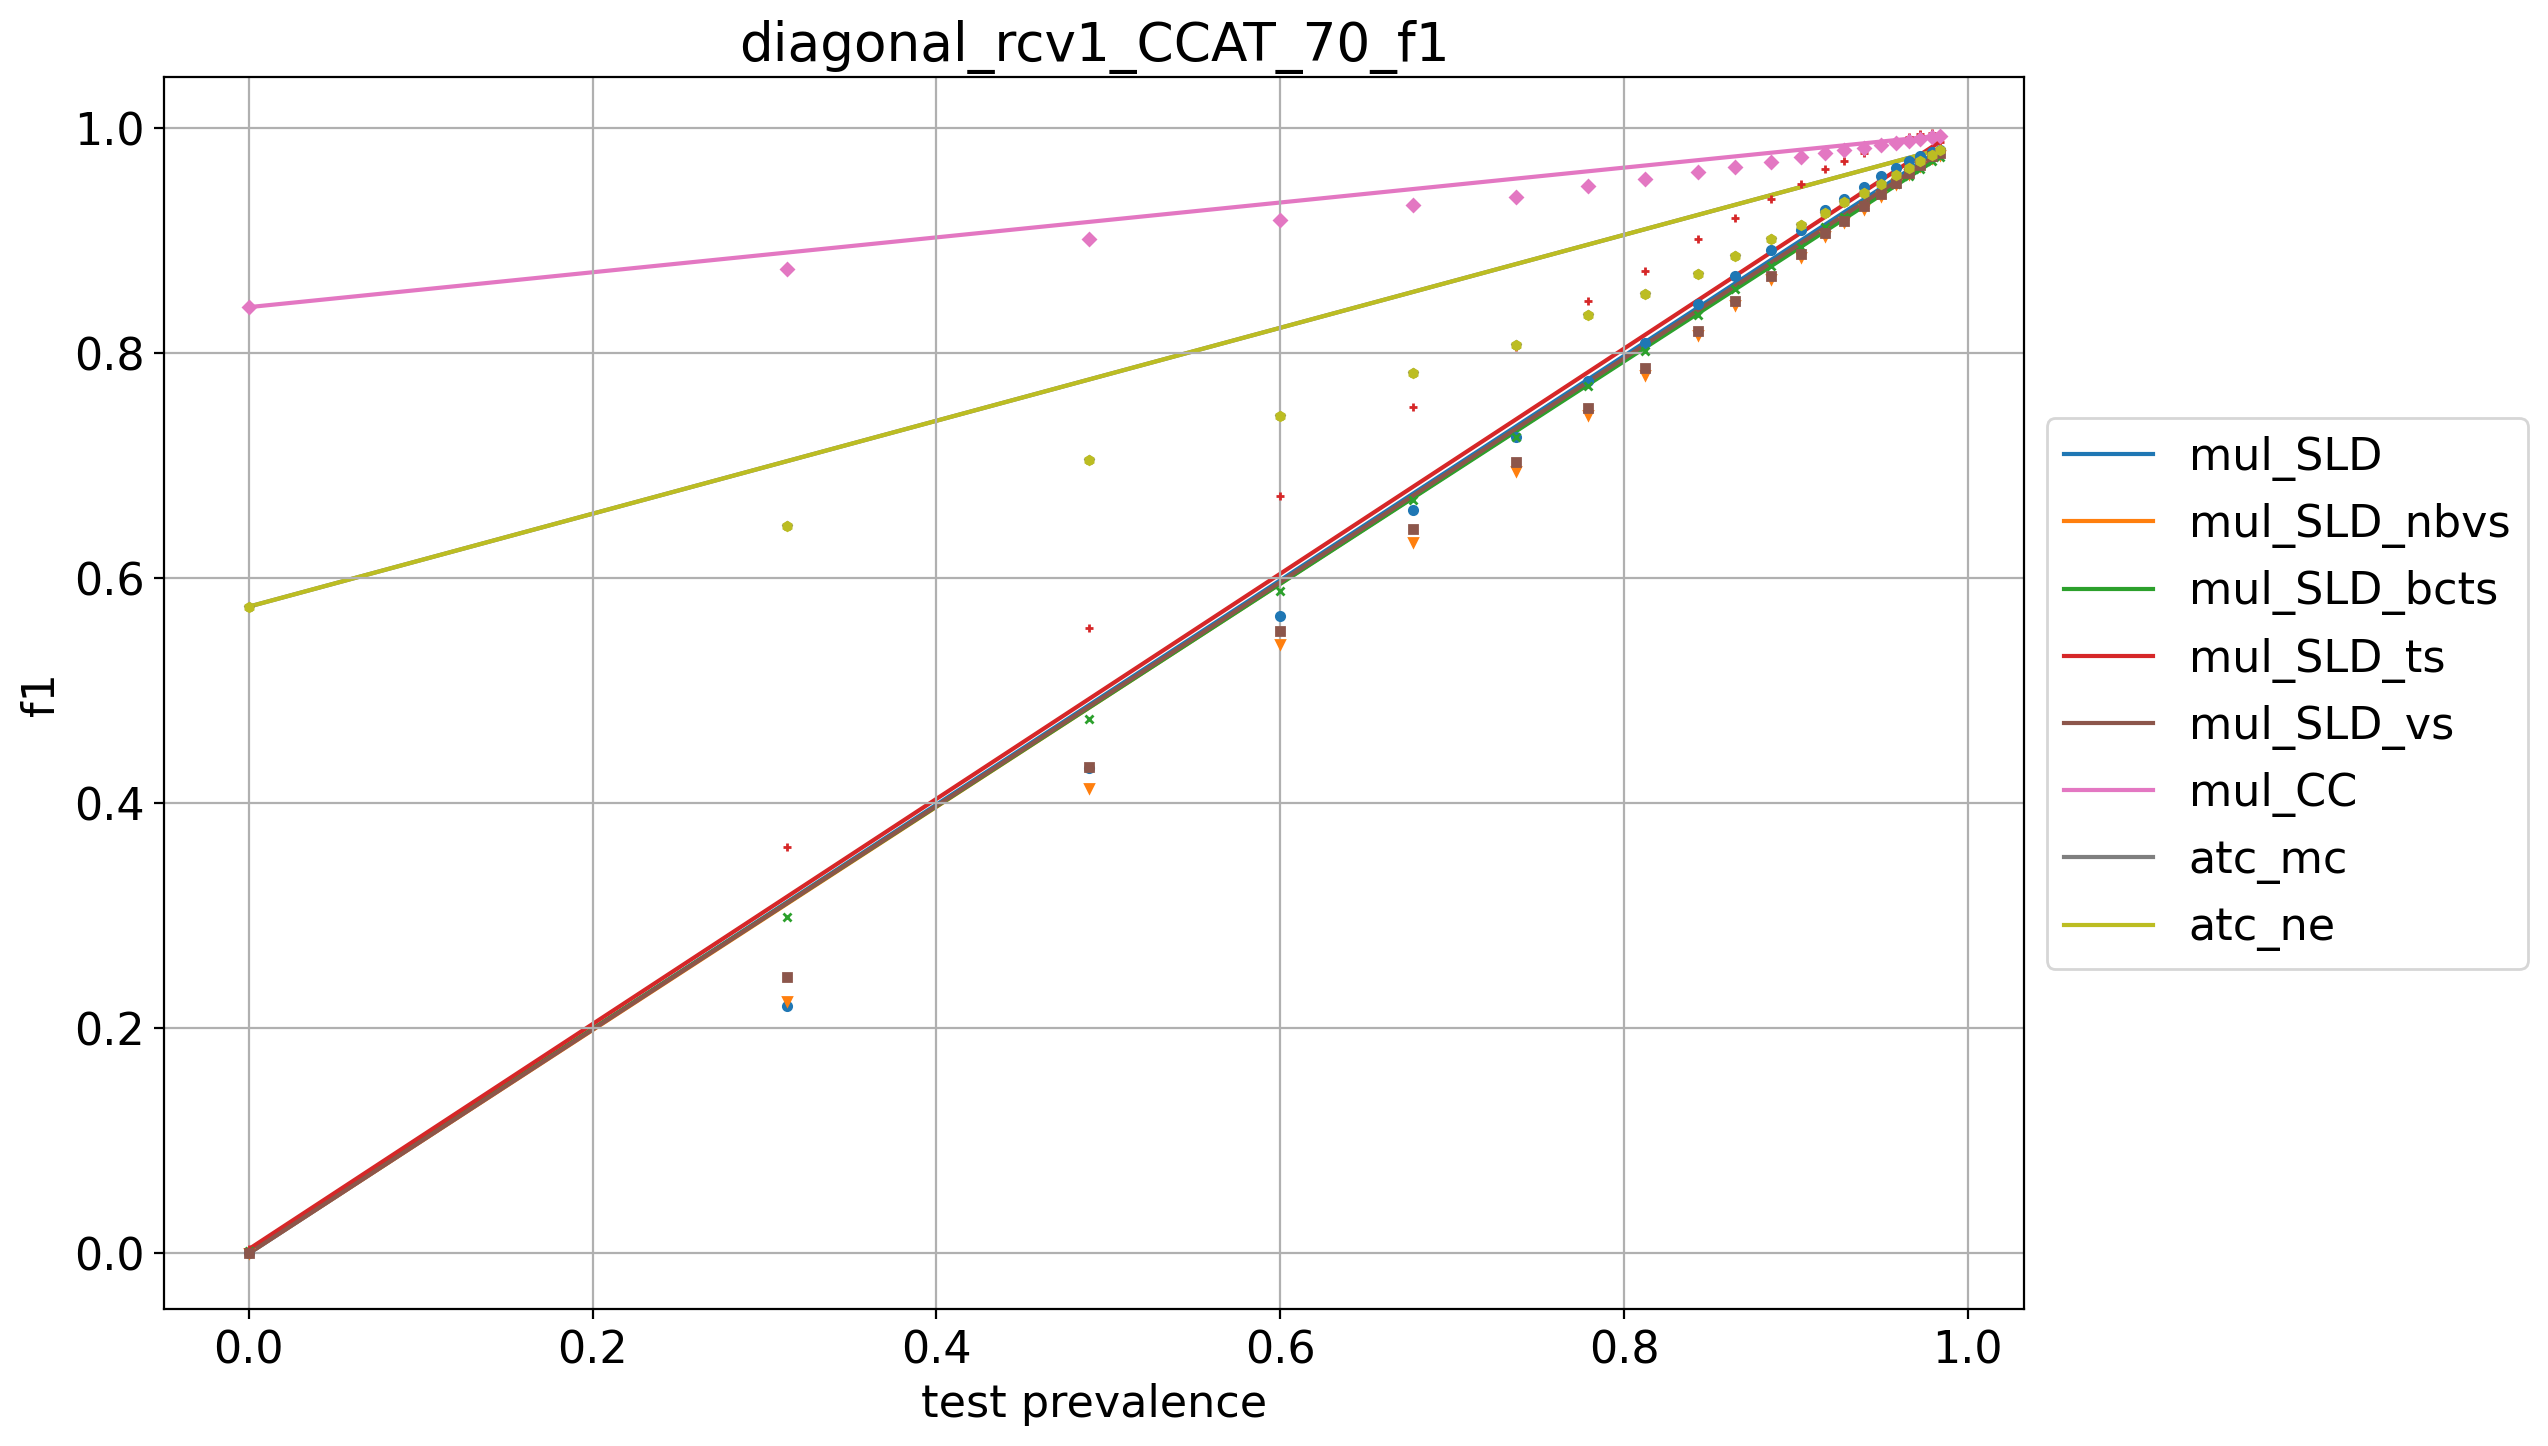 diagonal_rcv1_CCAT_70_f1
1.0
0.8
0.6
0.4
0.2
0.0
f1
0.0 0.2 0.4 0.6 0.8 1.0
test prevalence
mul_SLD
mul_SLD_nbvs
mul_SLD_bcts
mul_SLD_ts
mul_SLD_vs
mul_CC
atc_mc
atc_ne